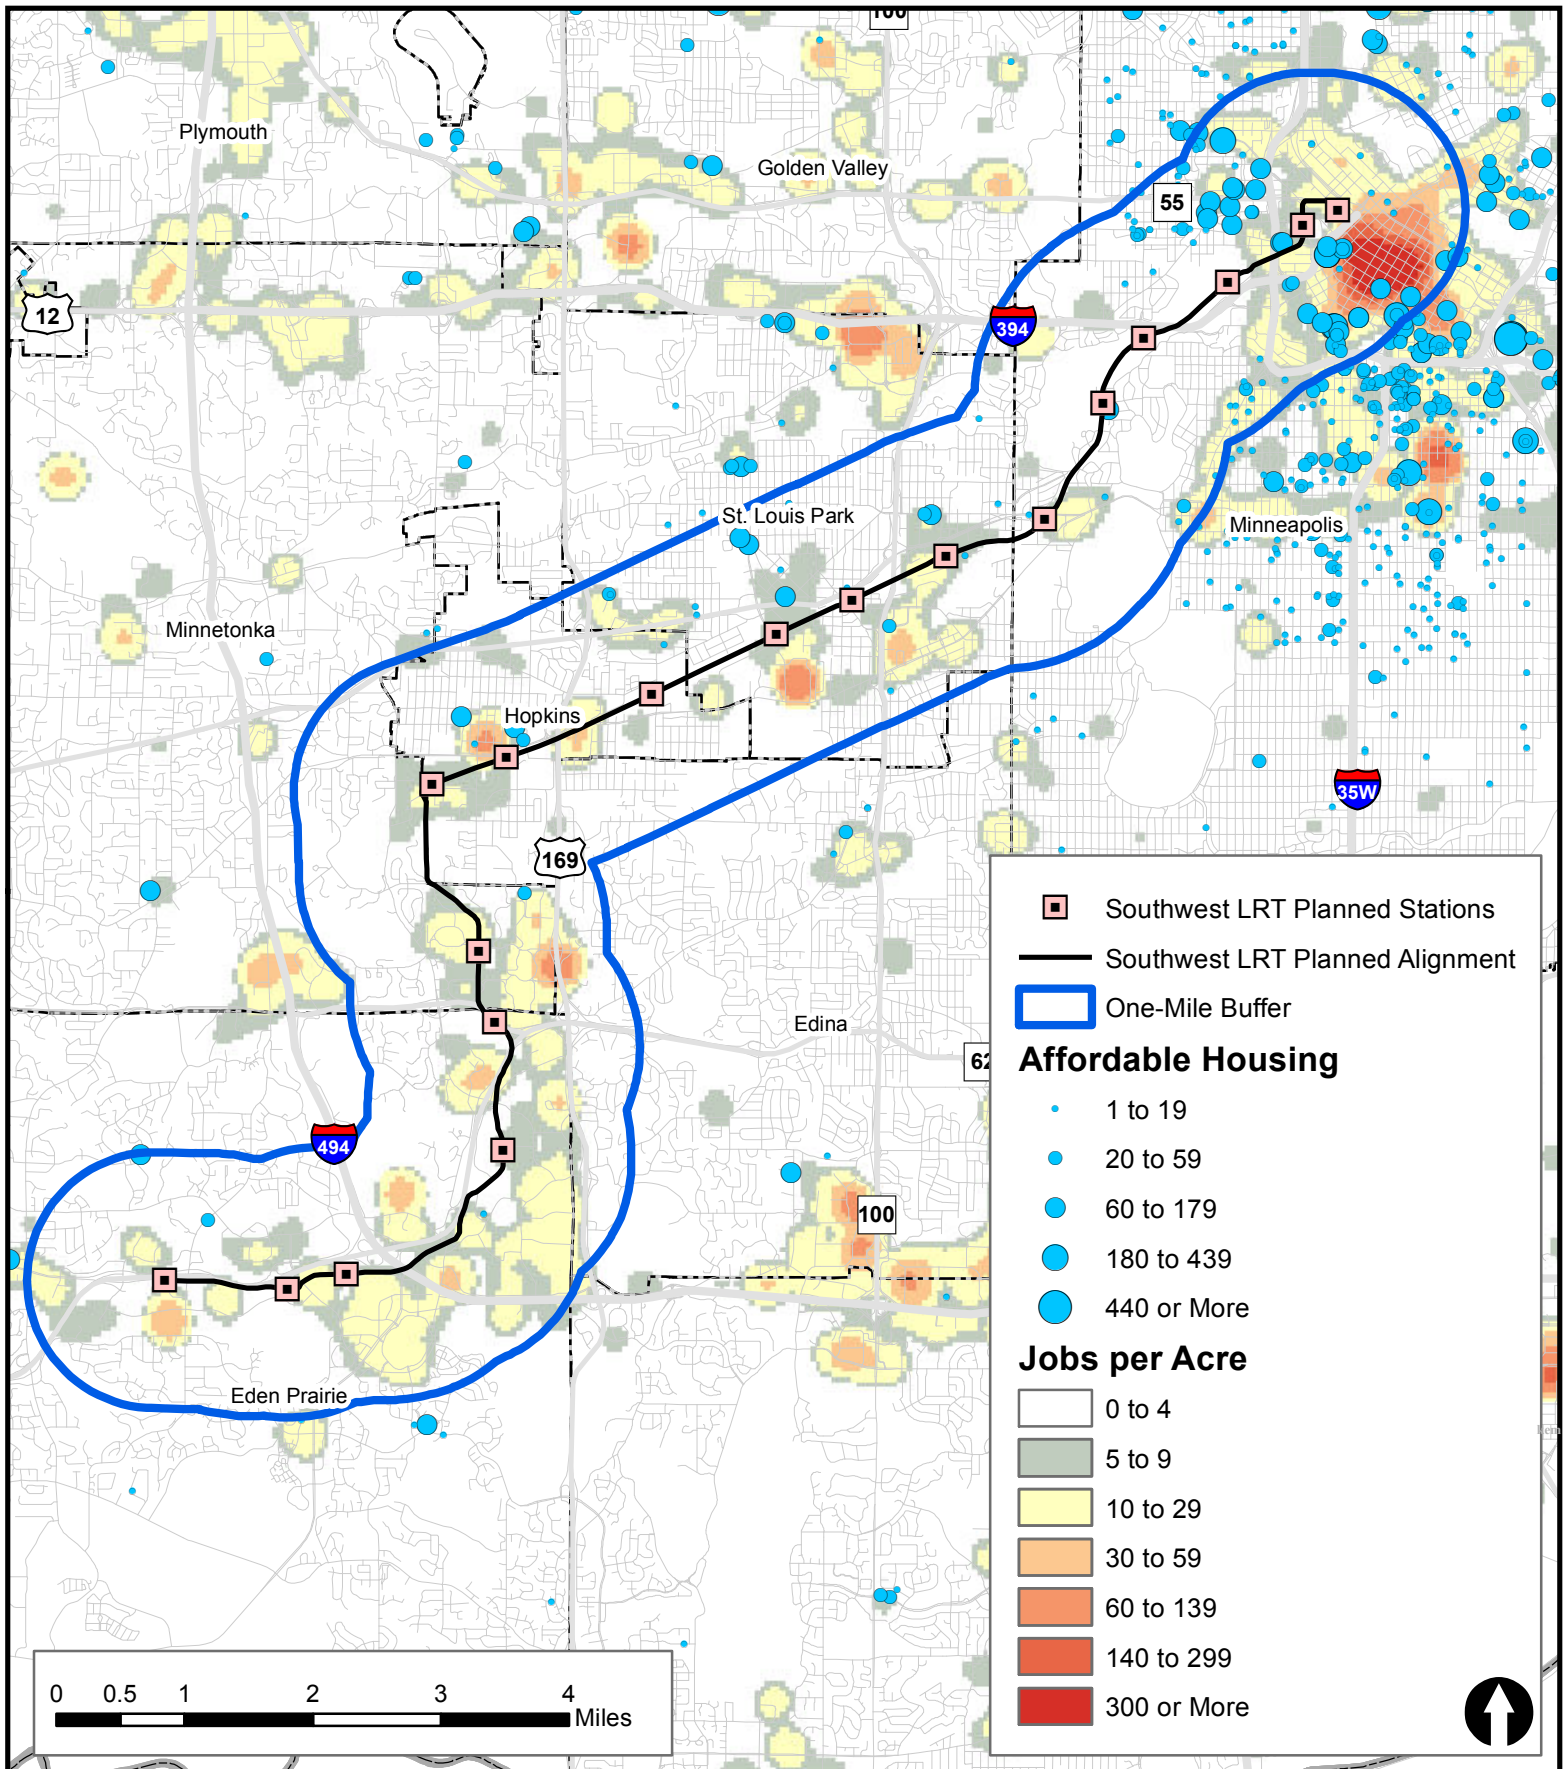 100
Plymouth
Golden Valley
55
12
394
St. Louis Park
Minneapolis
Minnetonka
Hopkins
35W
169
Southwest LRT Planned Stations
Southwest LRT Planned Alignment
One-Mile Buffer
Edina
62
Affordable Housing
1 to 19
494
20 to 59
60 to 179
100
180 to 439
440 or More
Jobs per Acre
Eden Prairie
0 to 4
5 to 9
10 to 29
30 to 59
60 to 139
140 to 299
300 or More
0 0.5 1 2 3 4
Miles